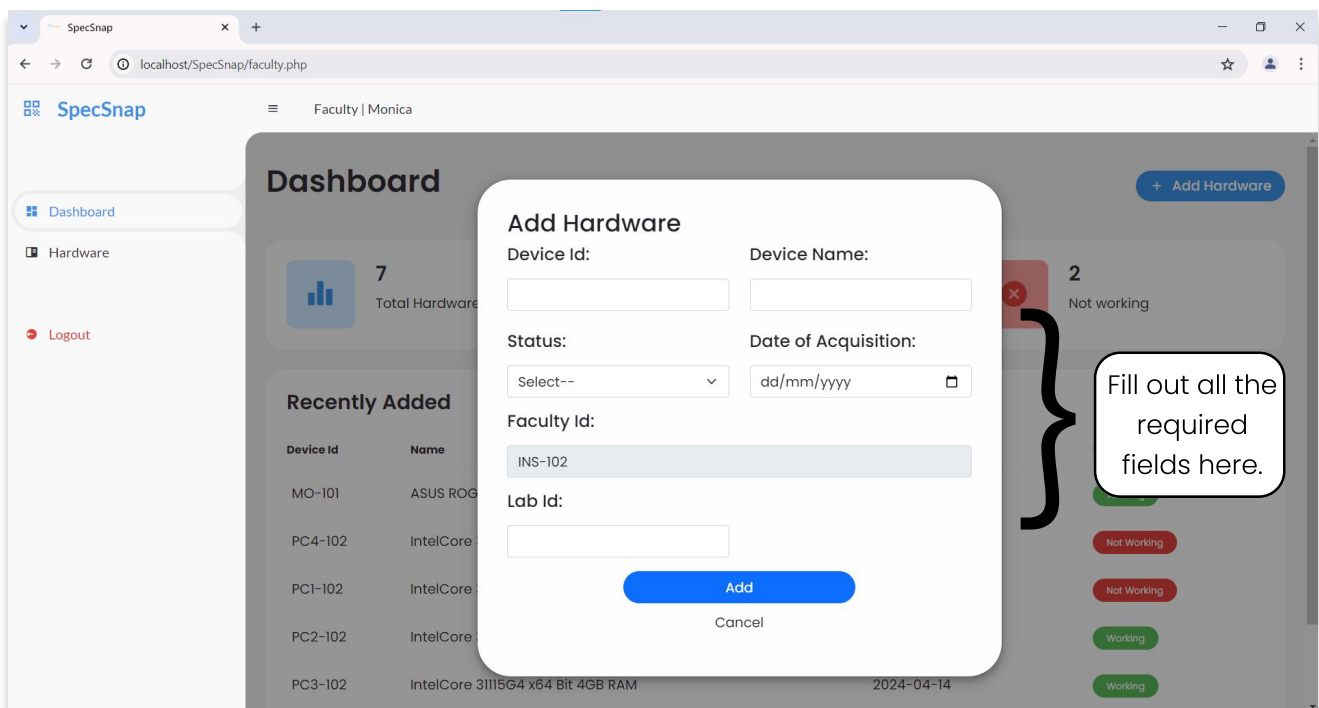 SpecSnap
localhost/SpecSnap/faculty.php
SpecSnap
Faculty | Monica
Dashboard
Hardware
Logout
Dashboard
+ Add Hardware
7
Total Hardware
2
Not working
Recently Added
Device Id Name
MO-101 ASUS ROG
PC4-102 IntelCore Not Working
PC1-102 IntelCore Not Working
PC2-102 IntelCore Working
PC3-102 IntelCore 31115G4 x64 Bit 4GB RAM 2024-04-14 Working
Add Hardware
Device Id: Device Name:
Status: Date of Acquisition:
Select-- dd/mm/yyyy
Faculty Id:
INS-102
Lab Id:
Add
Cancel
Fill out all the
required
fields here.